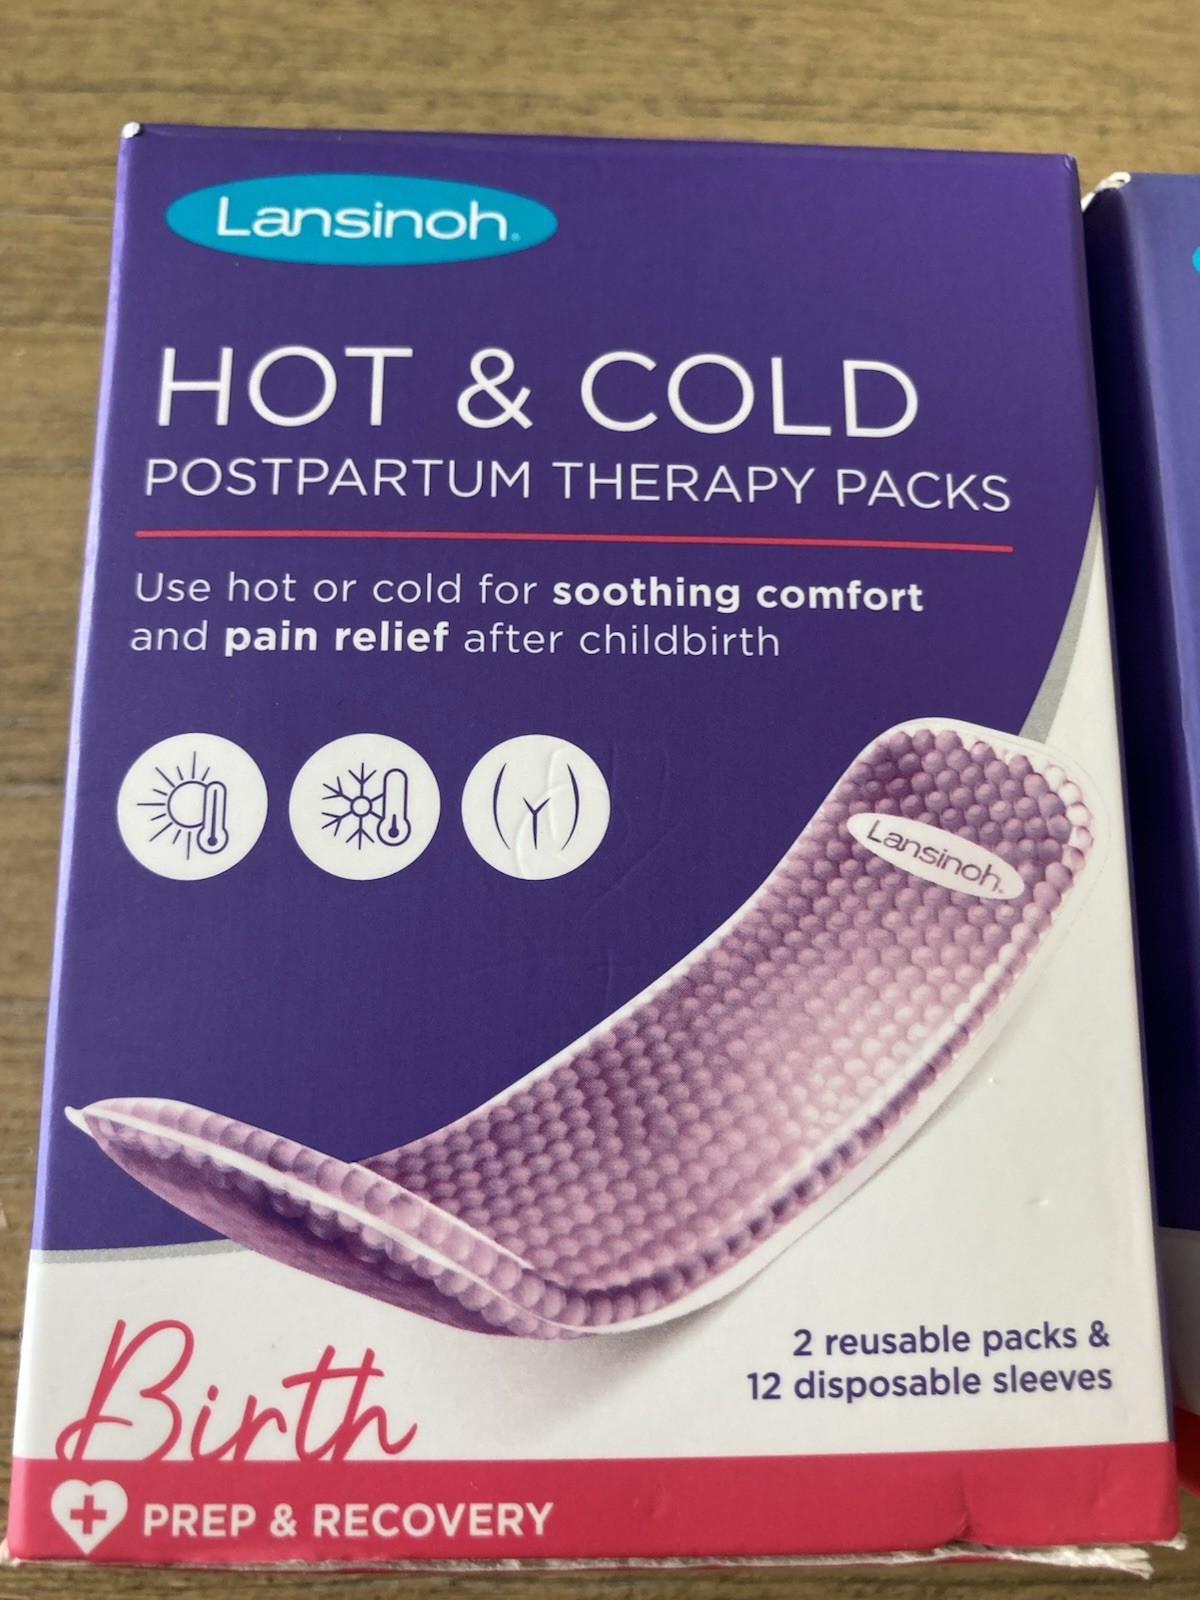 Lansinoh®
HOT & COLD
POSTPARTUM THERAPY PACKS
Use hot or cold for soothing comfort
and pain relief after childbirth
Lansinoh®
2 reusable packs &
12 disposable sleeves
Birth
PREP & RECOVERY